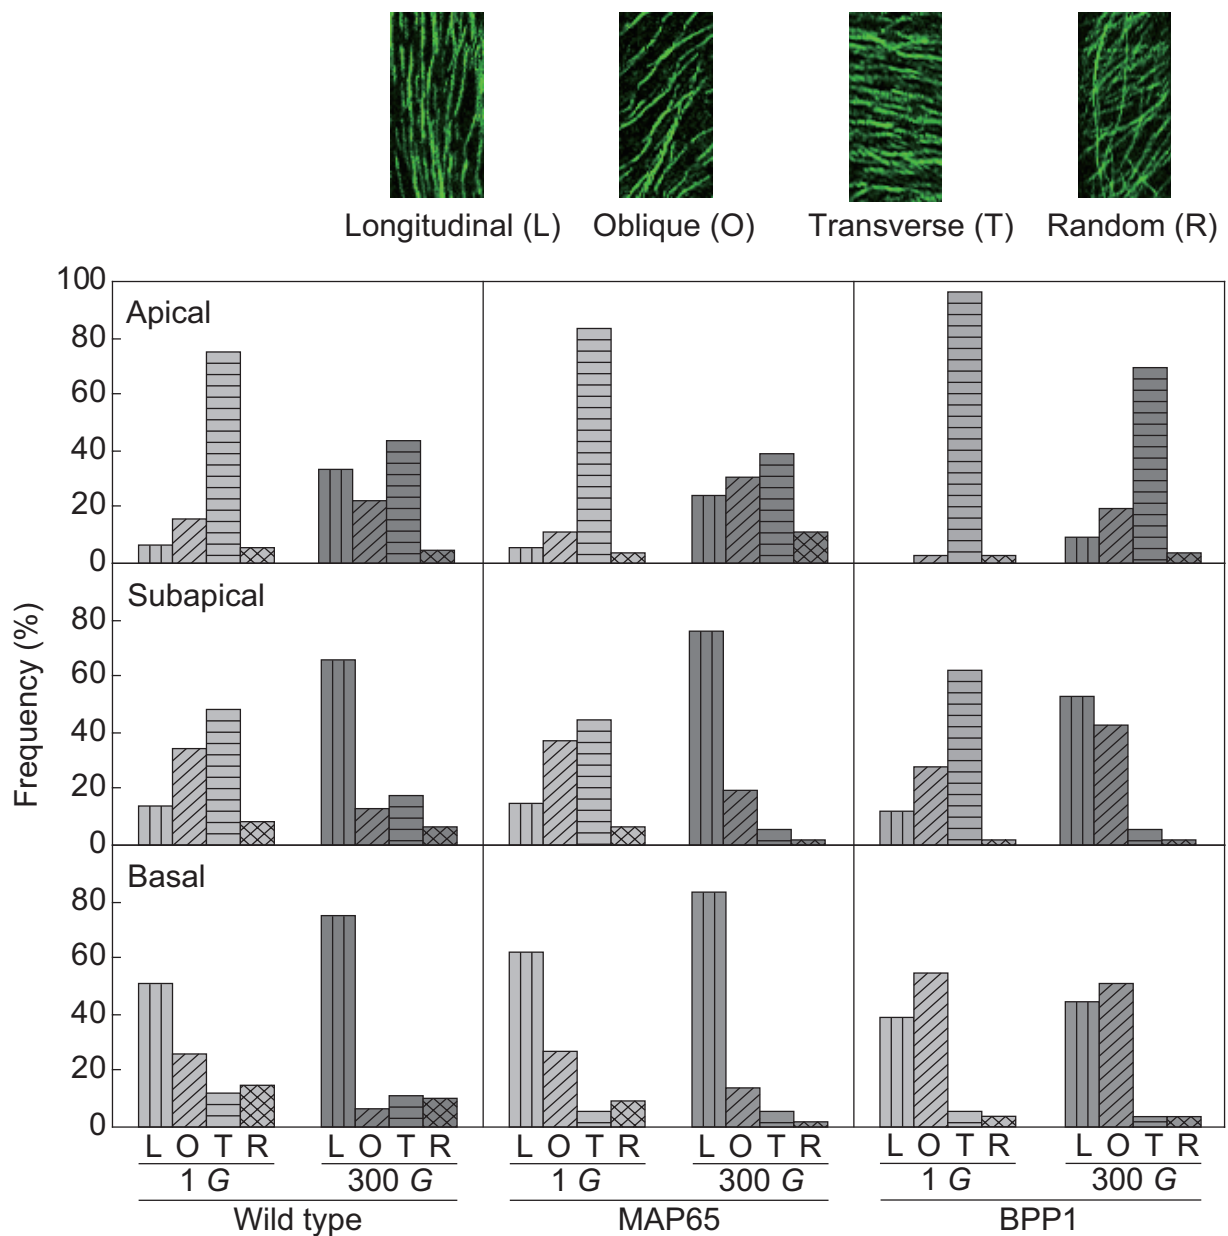 Longitudinal (L) Oblique (O) Transverse (T) Random (R)
Frequency (%)
100
80
60
40
20
0
Apical
80
60
40
20
0
Subapical
80
60
40
20
0
Basal
L O T R L O T R L O T R L O T R L O T R L O T R
1 G 300 G 1 G 300 G 1 G 300 G
Wild type MAP65 BPP1